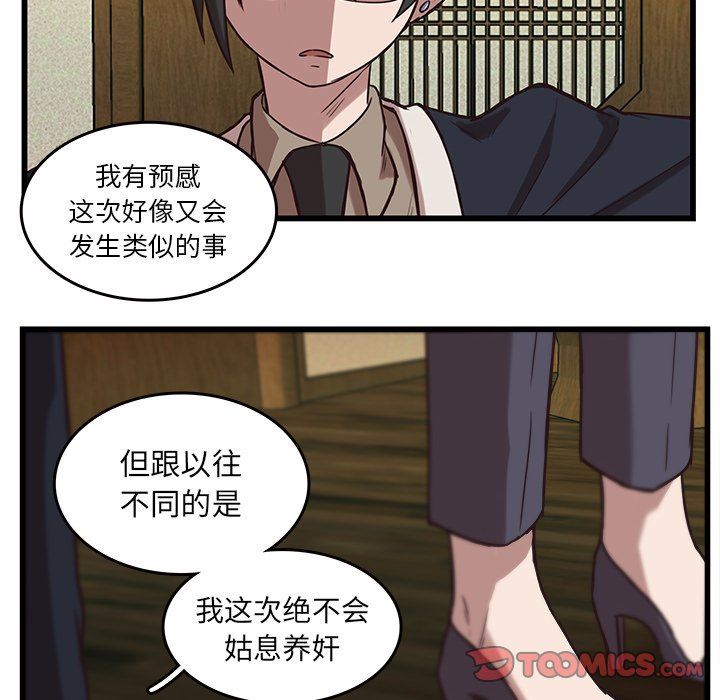 我有预感
这次好像又会
发生类似的事
但跟以往
不同的是
我这次绝不会
姑息养奸
TOOMICS.COM